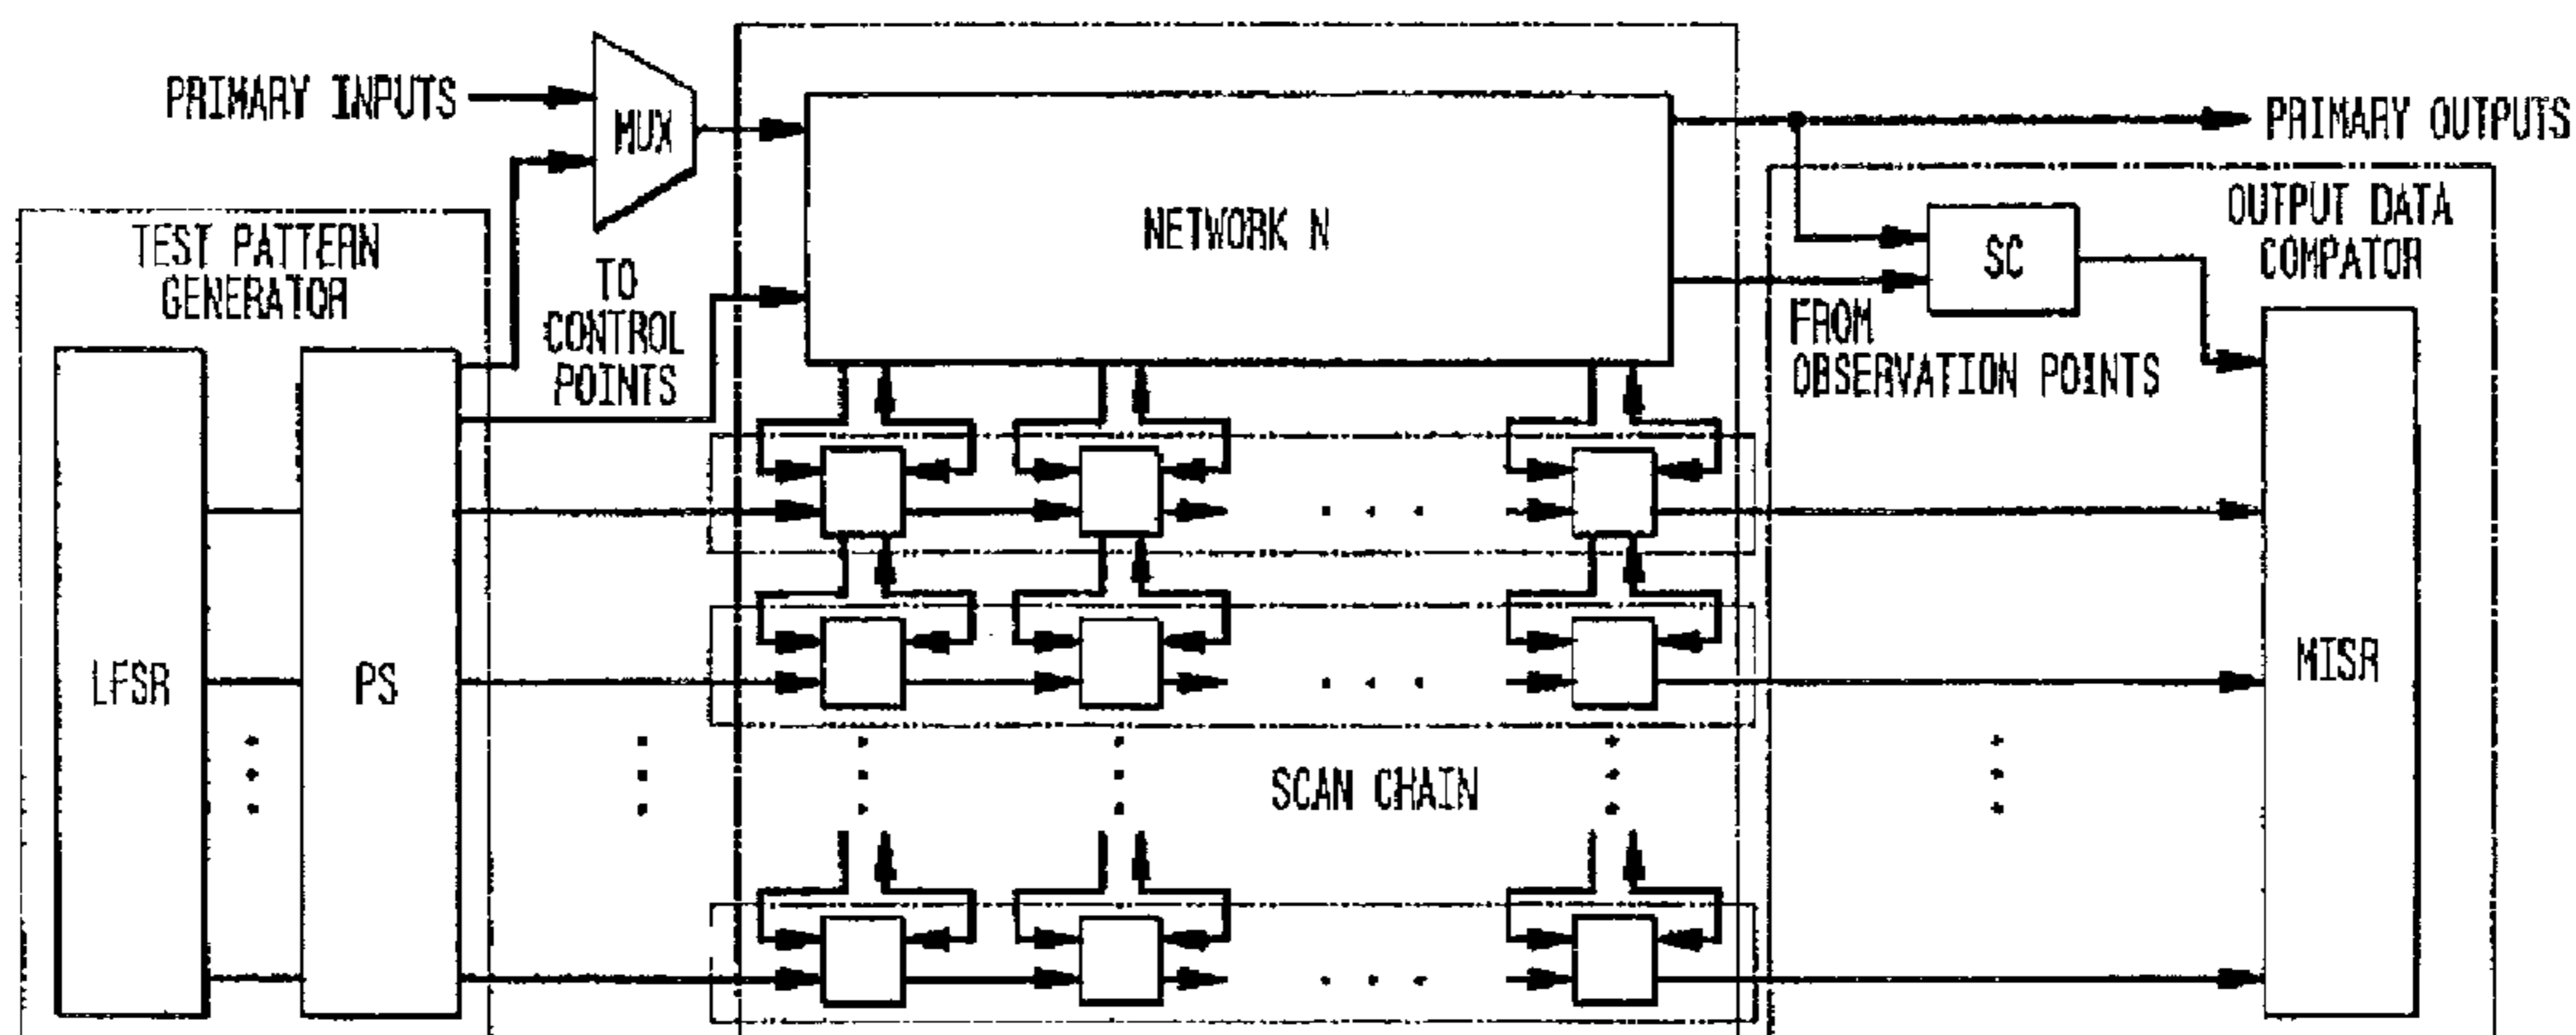 PRIMARY INPUTS
MUX
PRIMARY OUTPUTS
TEST PATTERN
GENERATOR
TO
CONTROL
POINTS
NETWORK N
SC
OUTPUT DATA
COMPATOR
FROM
OBSERVATION POINTS
LFSR
PS
MISR
SCAN CHAIN